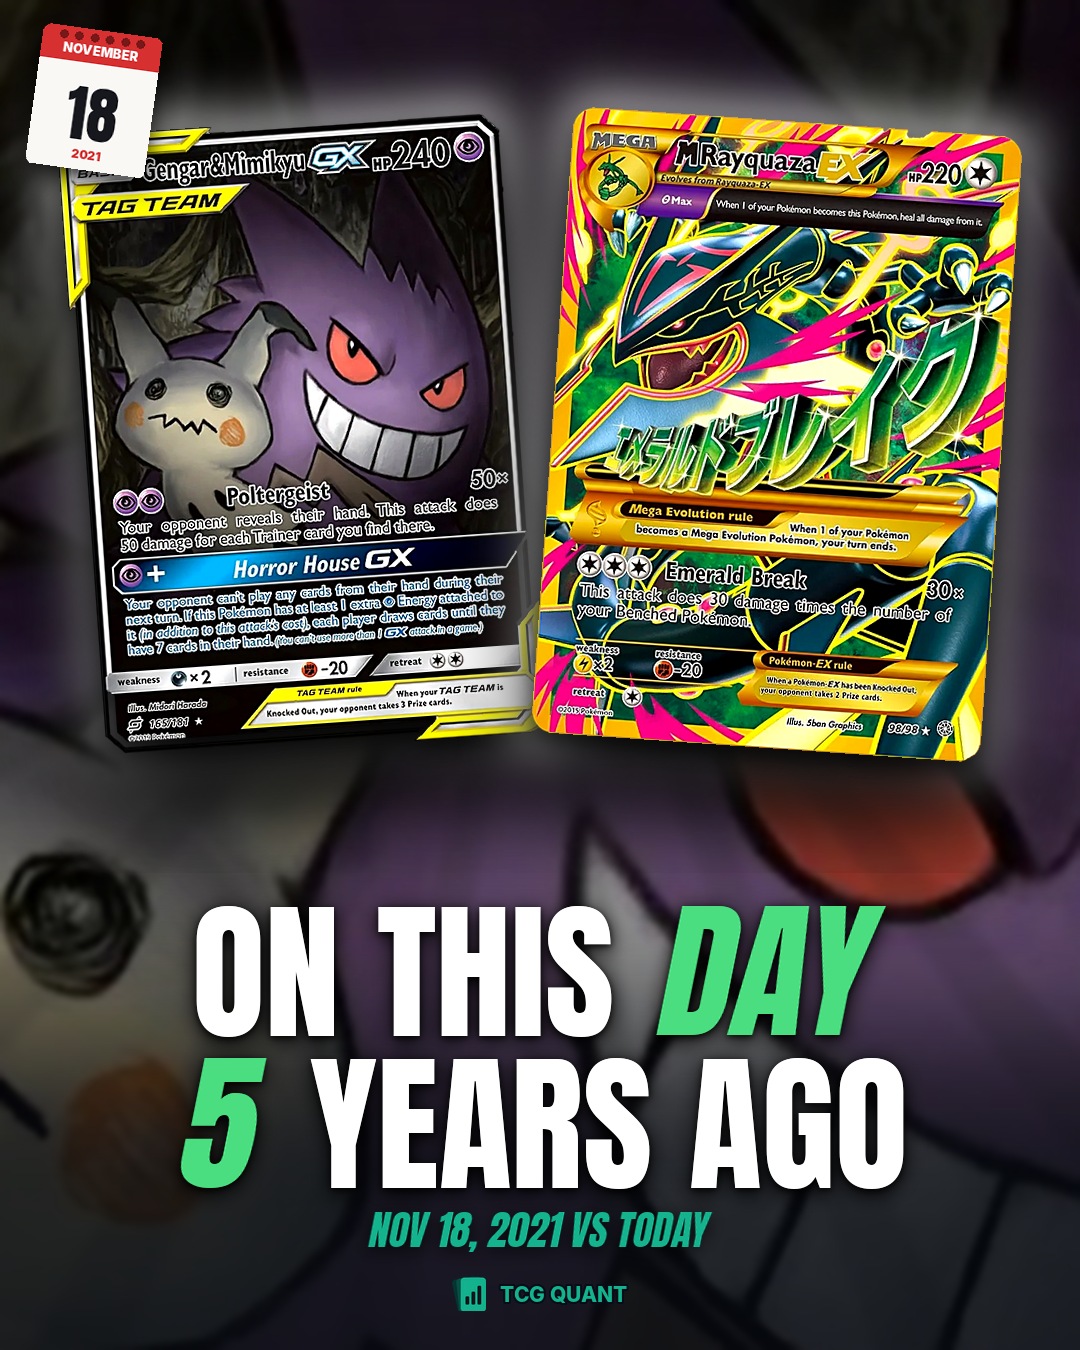 NOVEMBER
18
2021
Gengar&Mimikyu GX HP 240
TAG TEAM
Poltergeist 50×
Your opponent reveals their hand. This attack does
50 damage for each Trainer card you find there.
+ Horror House GX
Your opponent can't play any cards from their hand during their
next turn. If this Pokémon has at least 1 extra Energy attached to
it (in addition to this attack's cost), each player draws cards until they
have 7 cards in their hand. (You can't use more than 1 GX attack in a game.)
weakness ×2 resistance -20 retreat
TAG TEAM rule When your TAG TEAM is
Knocked Out, your opponent takes 3 Prize cards.
Illus. Midori Harada
165/181
©2019 Pokémon
MEGA
M Rayquaza EX HP 220
Evolves from Rayquaza-EX
θ Max When 1 of your Pokémon becomes this Pokémon, heal all damage from it.
エメラルドブレイク
Mega Evolution rule When 1 of your Pokémon
becomes a Mega Evolution Pokémon, your turn ends.
Emerald Break 30×
This attack does 30 damage times the number of
your Benched Pokémon.
weakness resistance
×2 -20
retreat
Pokémon-EX rule
When a Pokémon-EX has been Knocked Out,
your opponent takes 2 Prize cards.
©2015 Pokémon
Illus. 5ban Graphics 98/98
ON THIS DAY
5 YEARS AGO
NOV 18, 2021 VS TODAY
TCG QUANT